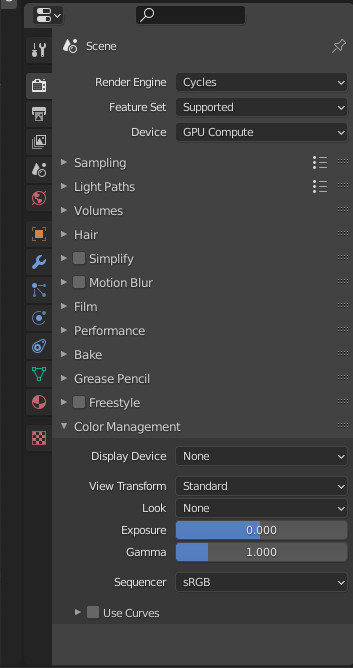 Scene
Render Engine Cycles
Feature Set Supported
Device GPU Compute
Sampling
Light Paths
Volumes
Hair
Simplify
Motion Blur
Film
Performance
Bake
Grease Pencil
Freestyle
Color Management
Display Device None
View Transform Standard
Look None
Exposure 0.000
Gamma 1.000
Sequencer sRGB
Use Curves